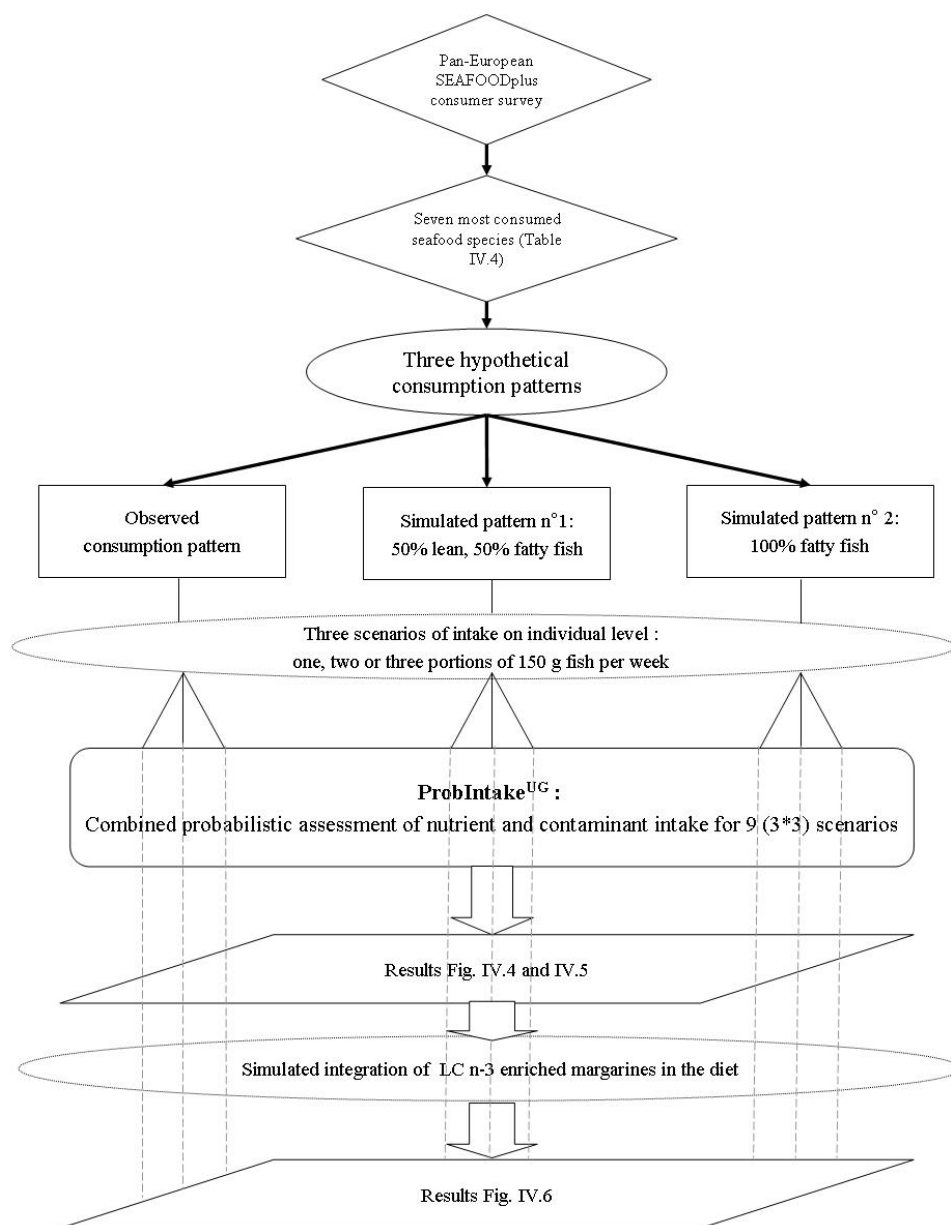 Pan-European
SEAFOODplus
consumer survey
Seven most consumed
seafood species (Table
IV.4)
Three hypothetical
consumption patterns
Observed
consumption pattern
Simulated pattern n°1:
50% lean, 50% fatty fish
Simulated pattern n° 2:
100% fatty fish
Three scenarios of intake on individual level :
one, two or three portions of 150 g fish per week
ProbIntakeUG :
Combined probabilistic assessment of nutrient and contaminant intake for 9 (3*3) scenarios
Results Fig. IV.4 and IV.5
Simulated integration of LC n-3 enriched margarines in the diet
Results Fig. IV.6